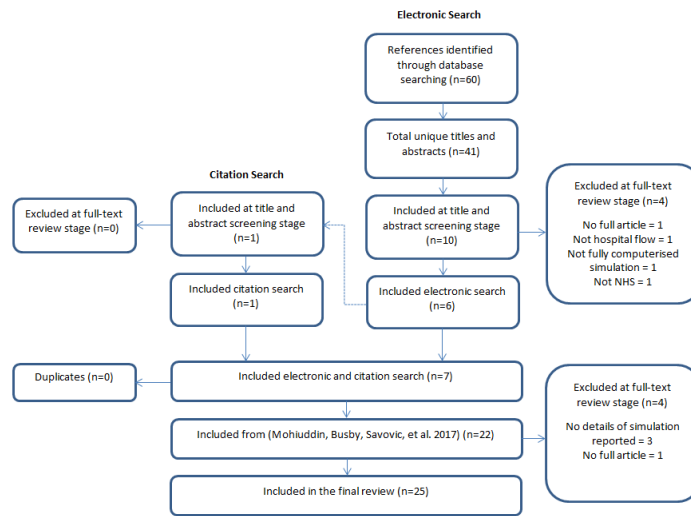 Electronic Search
References identified
through database
searching (n=60)
Total unique titles and
abstracts (n=41)
Citation Search
Excluded at full-text
review stage (n=0)
Included at title and
abstract screening stage
(n=1)
Included at title and
abstract screening stage
(n=10)
Excluded at full-text
review stage (n=4)
No full article = 1
Not hospital flow = 1
Not fully computerised
simulation = 1
Not NHS = 1
Included citation search
(n=1)
Included electronic search
(n=6)
Duplicates (n=0)
Included electronic and citation search (n=7)
Excluded at full-text
review stage (n=4)
No details of simulation
reported = 3
No full article = 1
Included from (Mohiuddin, Busby, Savovic, et al. 2017) (n=22)
Included in the final review (n=25)